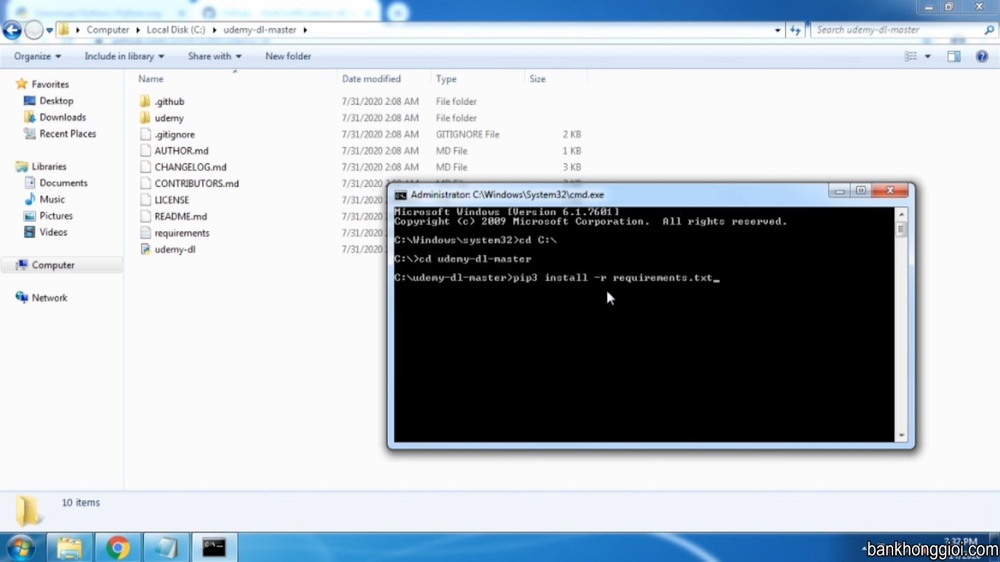 Computer ▸ Local Disk (C:) ▸ udemy-dl-master ▸
Search udemy-dl-master
Organize Include in library Share with New folder
Name Date modified Type Size
Favorites
Desktop
Downloads
Recent Places
Libraries
Documents
Music
Pictures
Videos
Computer
Network
.github 7/31/2020 2:08 AM File folder
udemy 7/31/2020 2:08 AM File folder
.gitignore 7/31/2020 2:08 AM GITIGNORE File 2 KB
AUTHOR.md 7/31/2020 2:08 AM MD File 1 KB
CHANGELOG.md 7/31/2020 2:08 AM MD File 3 KB
CONTRIBUTORS.md 7/31/2020
LICENSE 7/31/2020
README.md 7/31/2020
requirements 7/31/2020
udemy-dl 7/31/2020
Administrator: C:\Windows\System32\cmd.exe
Microsoft Windows [Version 6.1.7601]
Copyright (c) 2009 Microsoft Corporation. All rights reserved.
C:\Windows\system32>cd C:\
C:\>cd udemy-dl-master
C:\udemy-dl-master>pip3 install -r requirements.txt_
10 items
bankhonggioi.com